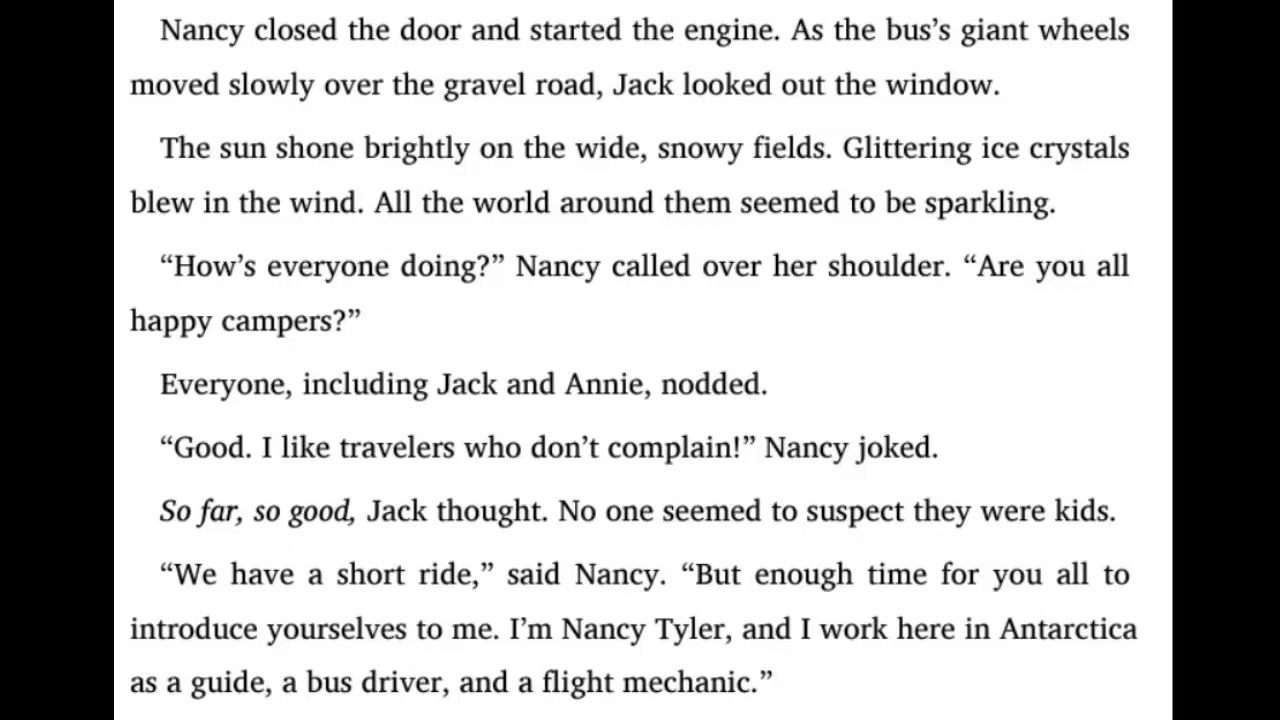 Nancy closed the door and started the engine. As the bus’s giant wheels
moved slowly over the gravel road, Jack looked out the window.
The sun shone brightly on the wide, snowy fields. Glittering ice crystals
blew in the wind. All the world around them seemed to be sparkling.
“How’s everyone doing?” Nancy called over her shoulder. “Are you all
happy campers?”
Everyone, including Jack and Annie, nodded.
“Good. I like travelers who don’t complain!” Nancy joked.
So far, so good, Jack thought. No one seemed to suspect they were kids.
“We have a short ride,” said Nancy. “But enough time for you all to
introduce yourselves to me. I’m Nancy Tyler, and I work here in Antarctica
as a guide, a bus driver, and a flight mechanic.”